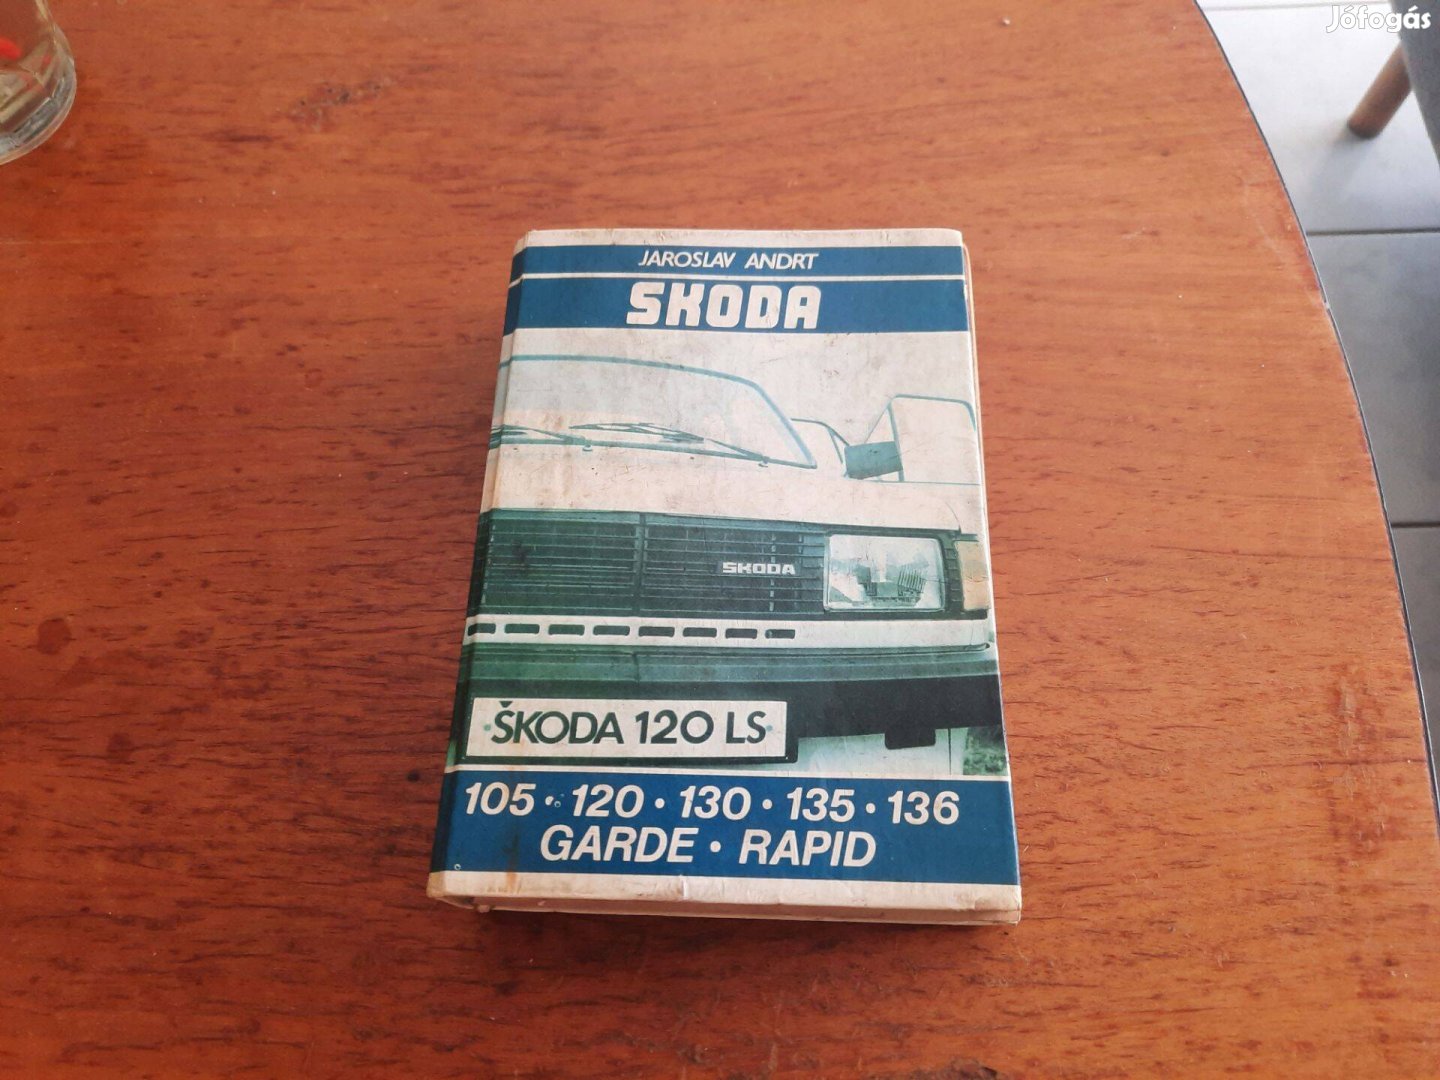 Jófogás
JAROSLAV ANDRT
SKODA
SKODA
·ŠKODA 120 LS·
105 · 120 · 130 · 135 · 136
GARDE · RAPID